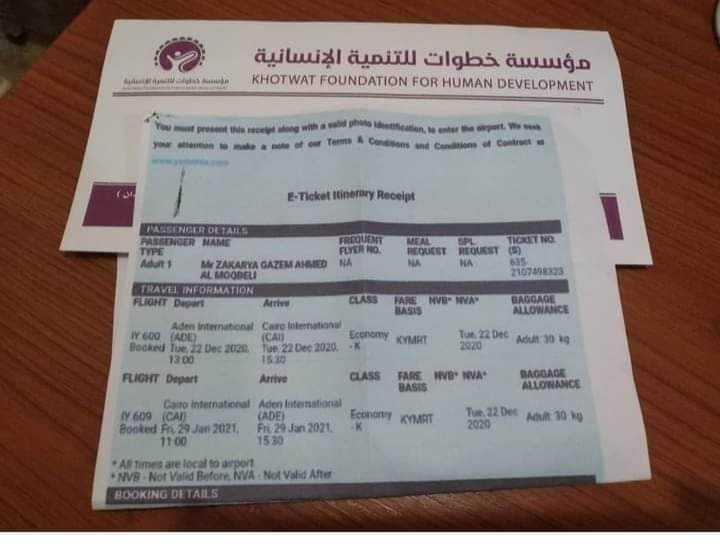 مؤسسة خطوات للتنمية الإنسانية
KHOTWAT FOUNDATION FOR HUMAN DEVELOPMENT
مؤسسة خطوات للتنمية الإنسانية
You must present this receipt along with a valid photo identification, to enter the airport. We seek
your attention to make a note of our Terms & Conditions and Conditions of Contract or
E-Ticket Itinerary Receipt
PASSENGER DETAILS
PASSENGER TYPE NAME FREQUENT FLYER NO. MEAL REQUEST SPL. REQUEST TICKET NO. (S)
Adult 1 Mr ZAKARYA GAZEM AHMED AL MOQBELI NA NA NA 635-2107498323
TRAVEL INFORMATION
FLIGHT Depart Arrive CLASS FARE BASIS NVB* NVA* BAGGAGE ALLOWANCE
IY 600 Booked Aden International (ADE) Tue, 22 Dec 2020, 13:00 Cairo International (CAI) Tue, 22 Dec 2020, 15:30 Economy - K KYMRT Tue, 22 Dec 2020 Adult: 30 kg
FLIGHT Depart Arrive CLASS FARE BASIS NVB* NVA* BAGGAGE ALLOWANCE
IY 609 Booked Cairo International (CAI) Fri, 29 Jan 2021, 11:00 Aden International (ADE) Fri, 29 Jan 2021, 15:30 Economy - K KYMRT Tue, 22 Dec 2020 Adult: 30 kg
* All times are local to airport.
* NVB - Not Valid Before, NVA - Not Valid After
BOOKING DETAILS